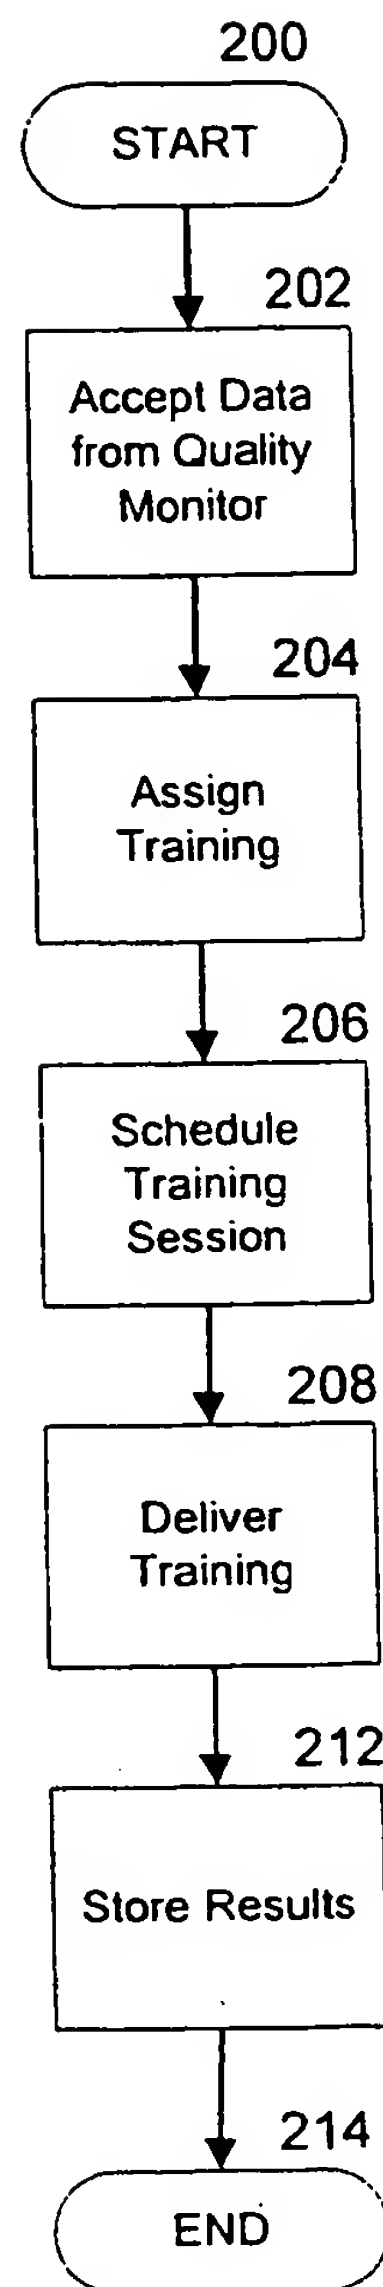 200
START
202
Accept Data
from Quality
Monitor
204
Assign
Training
206
Schedule
Training
Session
208
Deliver
Training
212
Store Results
214
END